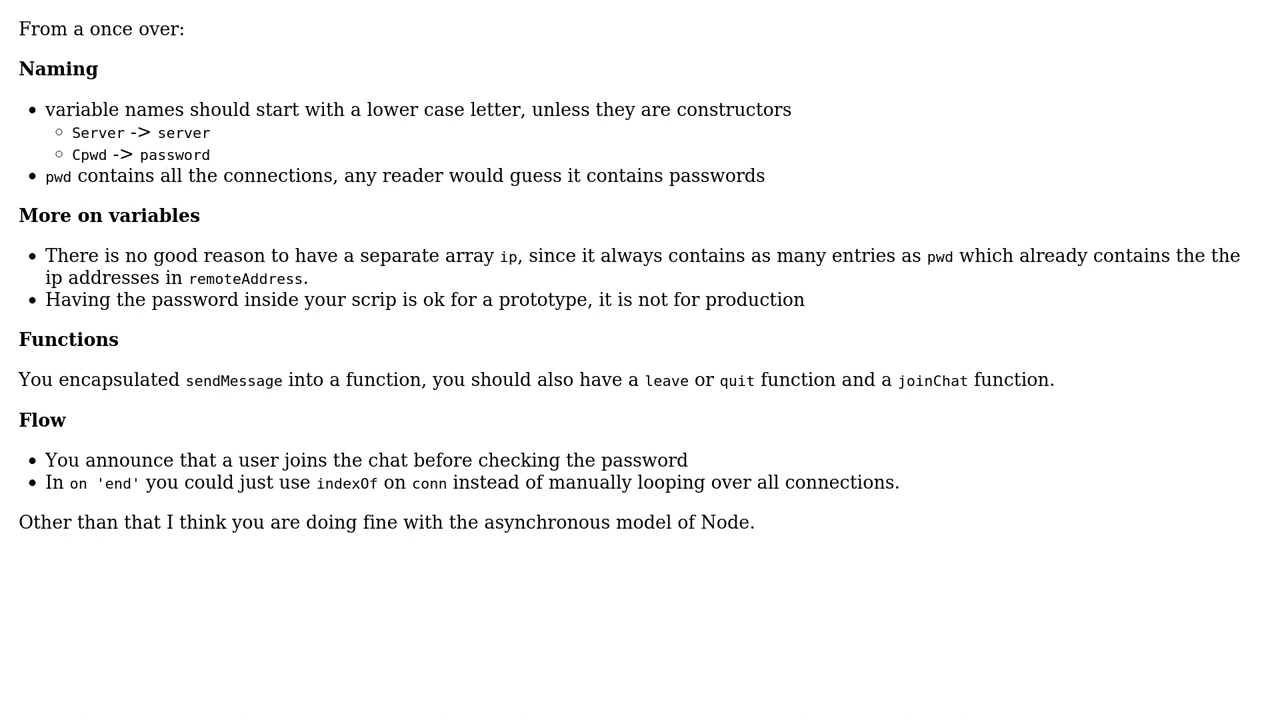 From a once over:
Naming
• variable names should start with a lower case letter, unless they are constructors
◦ Server -> server
◦ Cpwd -> password
• pwd contains all the connections, any reader would guess it contains passwords
More on variables
• There is no good reason to have a separate array ip, since it always contains as many entries as pwd which already contains the the
ip addresses in remoteAddress.
• Having the password inside your scrip is ok for a prototype, it is not for production
Functions
You encapsulated sendMessage into a function, you should also have a leave or quit function and a joinChat function.
Flow
• You announce that a user joins the chat before checking the password
• In on 'end' you could just use indexOf on conn instead of manually looping over all connections.
Other than that I think you are doing fine with the asynchronous model of Node.